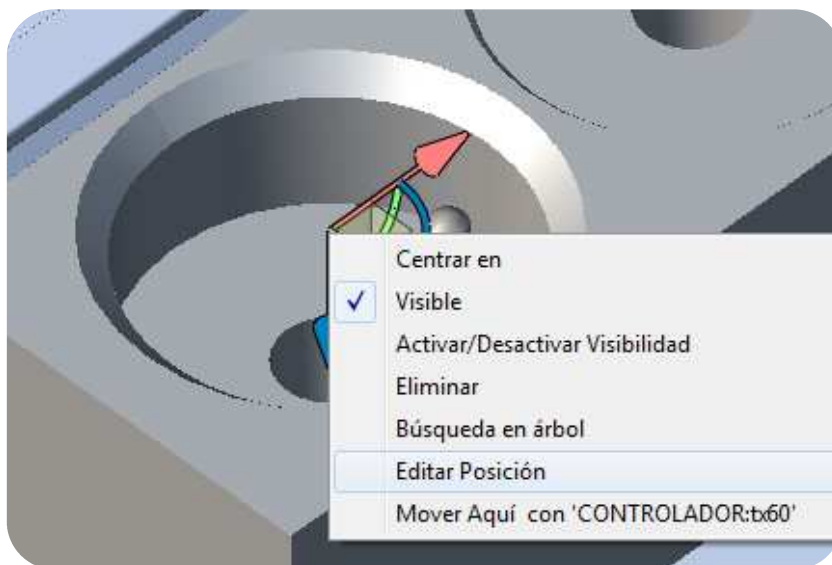 Centrar en
Visible
Activar/Desactivar Visibilidad
Eliminar
Búsqueda en árbol
Editar Posición
Mover Aquí  con 'CONTROLADOR:tx60'